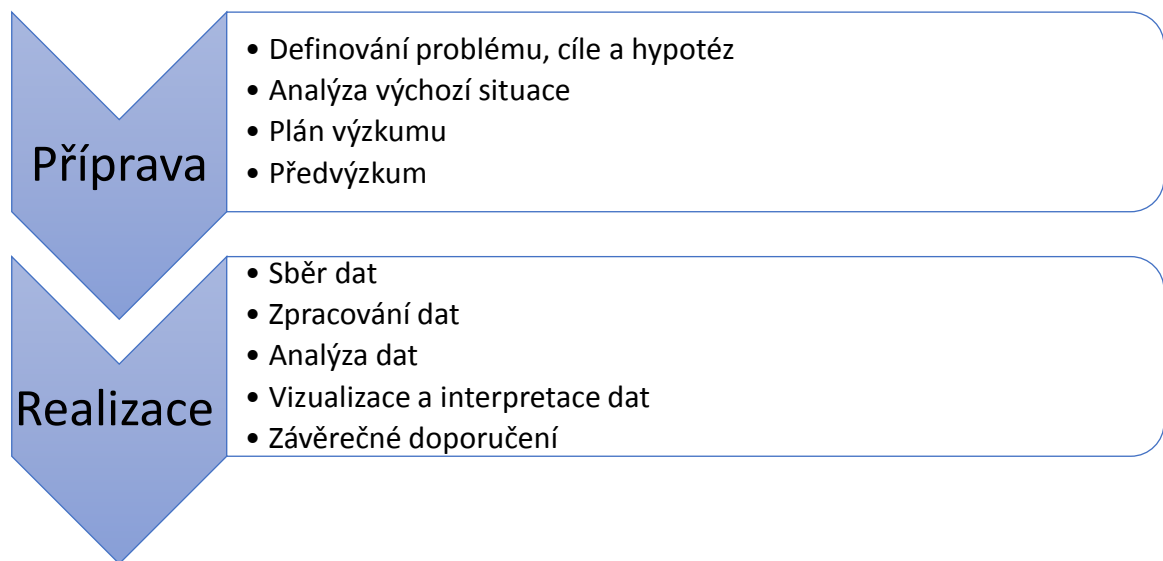 Příprava
• Definování problému, cíle a hypotéz
• Analýza výchozí situace
• Plán výzkumu
• Předvýzkum
Realizace
• Sběr dat
• Zpracování dat
• Analýza dat
• Vizualizace a interpretace dat
• Závěrečné doporučení